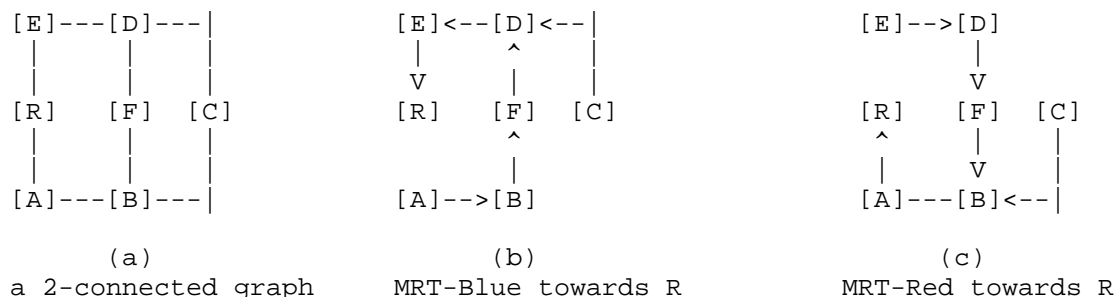 [E]---[D]---|           [E]<--[D]<--|                [E]-->[D]
 |     |    |            |     ^    |                       |
 |     |    |            V     |    |                       V
[R]   [F]  [C]          [R]   [F]  [C]               [R]   [F]  [C]
 |     |    |                  ^                      ^     |    |
 |     |    |                  |                      |     V    |
[A]---[B]---|           [A]-->[B]                    [A]---[B]<--|
(a)                     (b)                          (c)
a 2-connected graph     MRT-Blue towards R           MRT-Red towards R